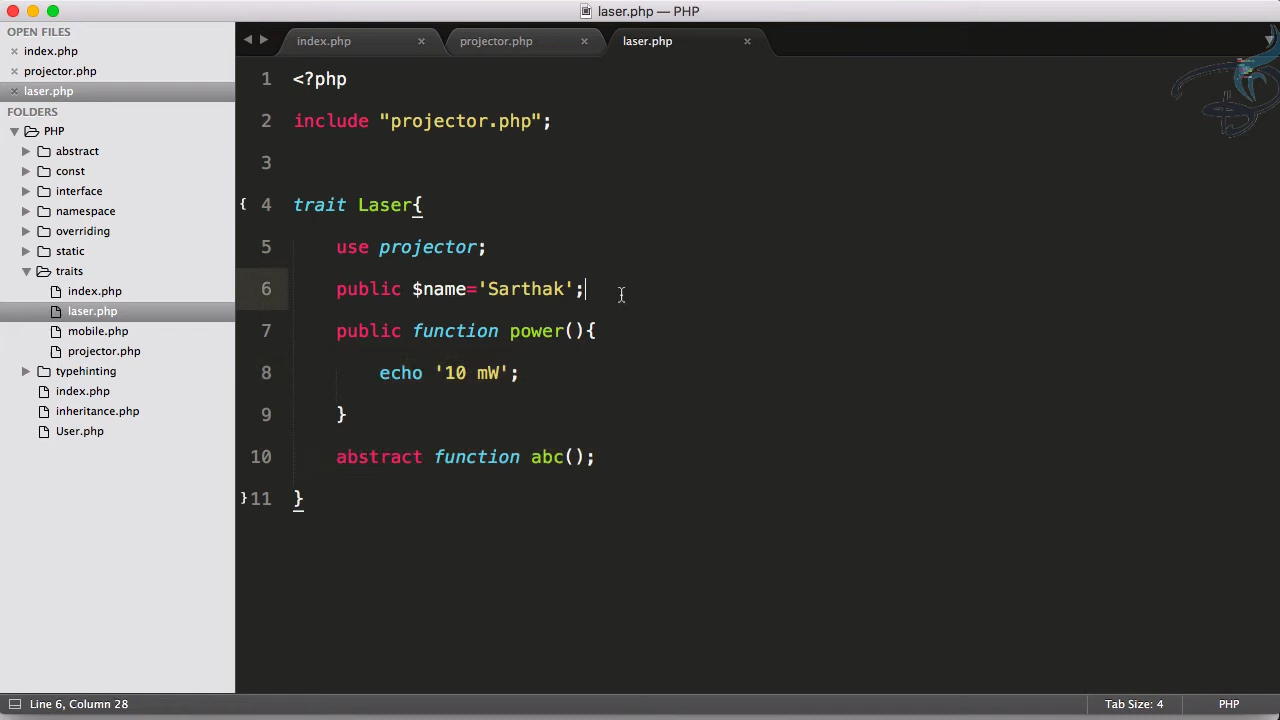 laser.php — PHP
OPEN FILES
index.php
projector.php
laser.php
FOLDERS
PHP
abstract
const
interface
namespace
overriding
static
traits
index.php
laser.php
mobile.php
projector.php
typehinting
index.php
inheritance.php
User.php
index.php
projector.php
laser.php
1 <?php
2 include "projector.php";
3
4 trait Laser{
5 use projector;
6 public $name='Sarthak';
7 public function power(){
8 echo '10 mW';
9 }
10 abstract function abc();
11 }
Line 6, Column 28
Tab Size: 4
PHP